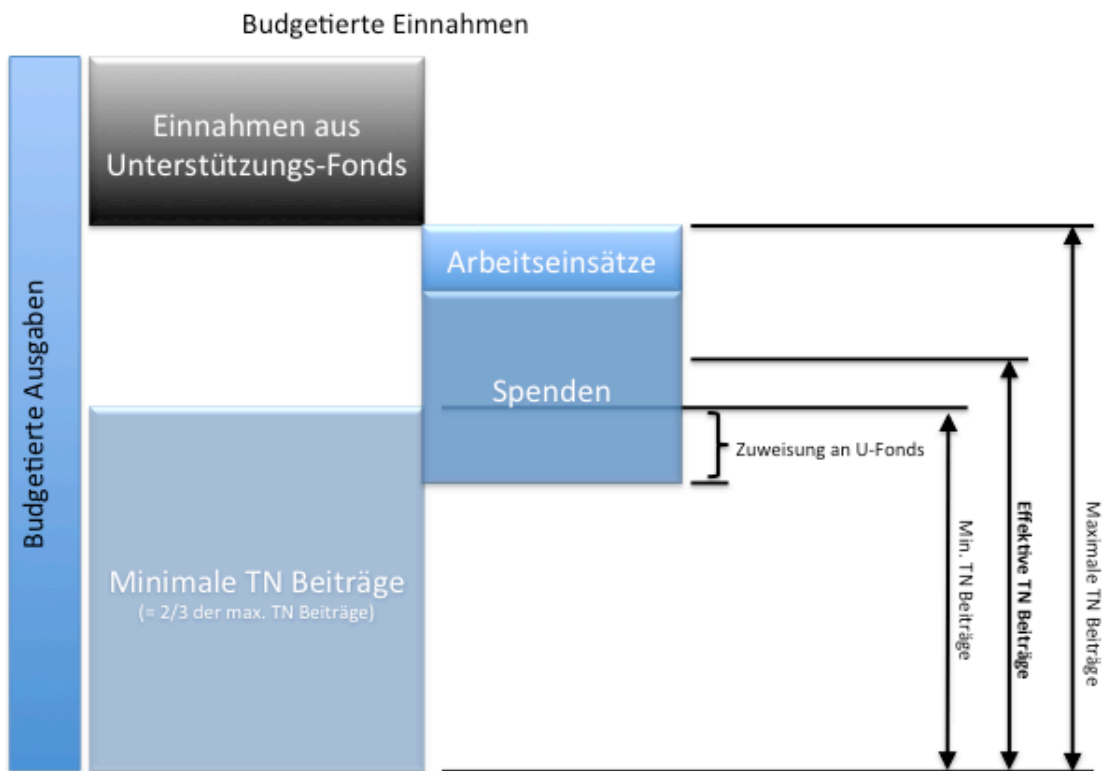 Budgetierte Einnahmen
Budgetierte Ausgaben
Einnahmen aus
Unterstützungs-Fonds
Arbeitseinsätze
Spenden
Zuweisung an U-Fonds
Minimale TN Beiträge
(= 2/3 der max. TN Beiträge)
Min. TN Beiträge
Effektive TN Beiträge
Maximale TN Beiträge